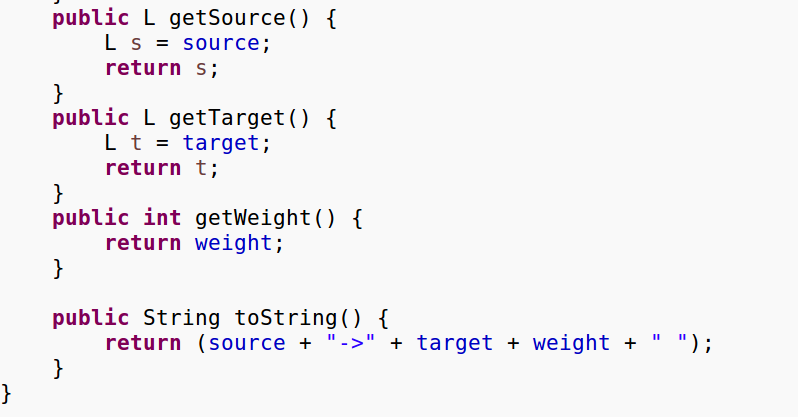 }
public L getSource() {
L s = source;
return s;
}
public L getTarget() {
L t = target;
return t;
}
public int getWeight() {
return weight;
}
public String toString() {
return (source + "->" + target + weight + " ");
}
}